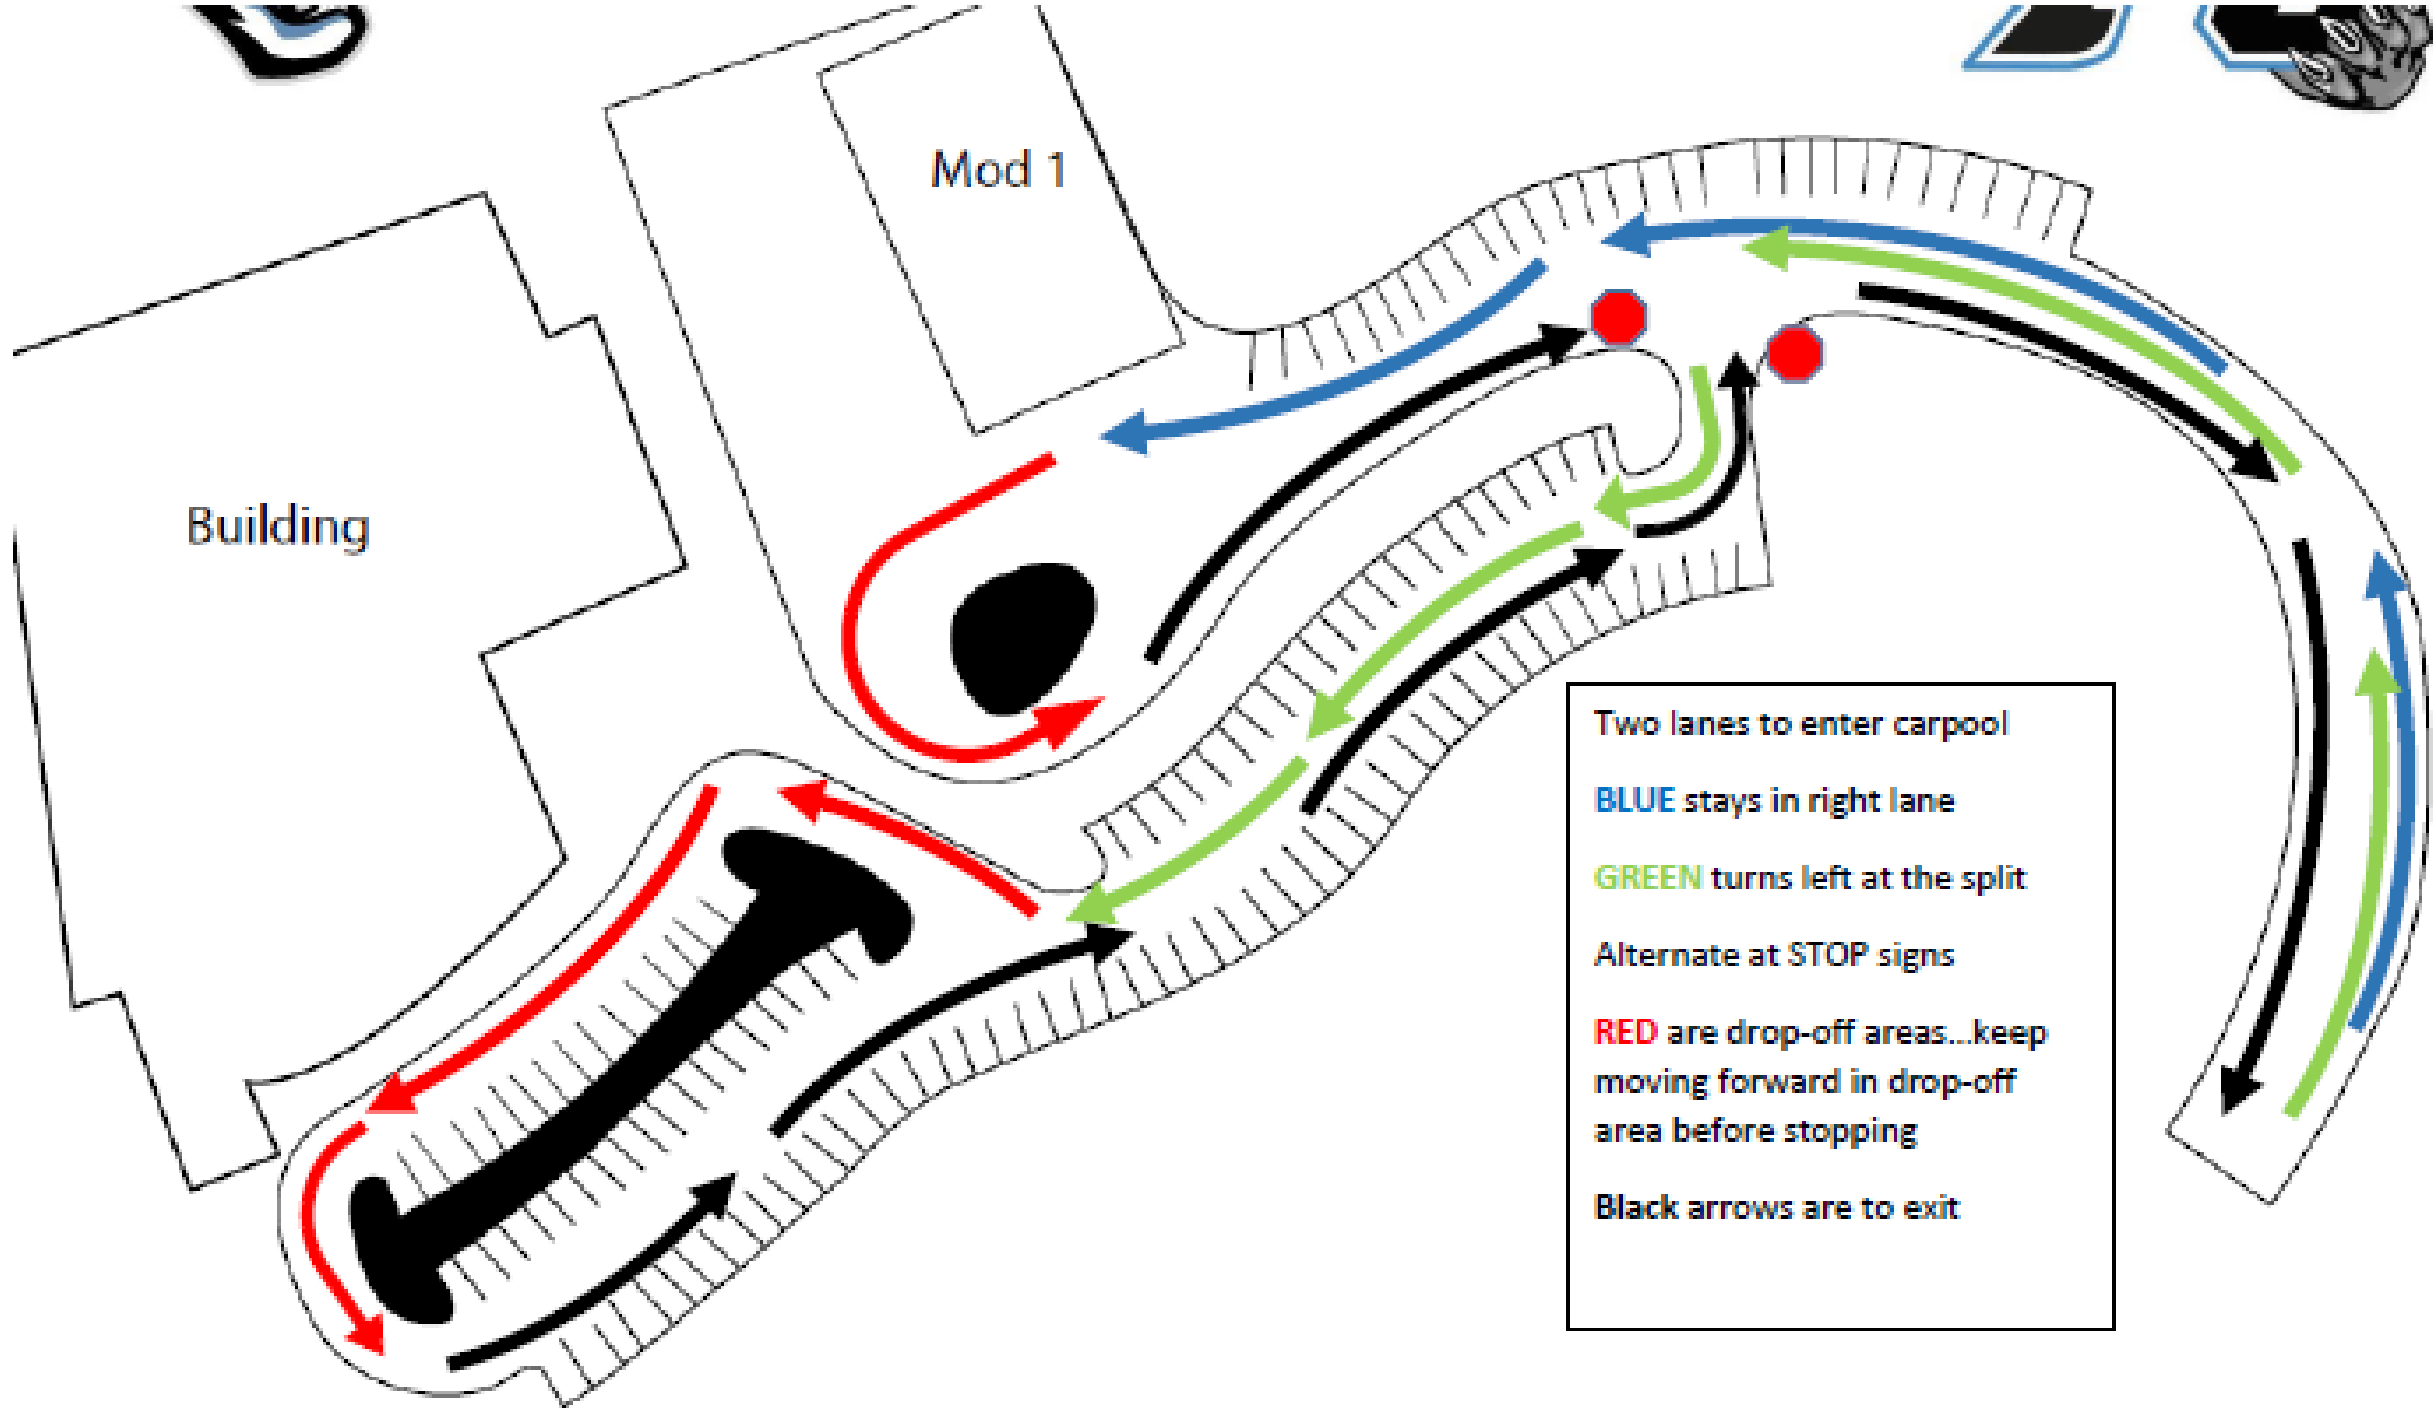 Mod 1
Building
Two lanes to enter carpool
BLUE stays in right lane
GREEN turns left at the split
Alternate at STOP signs
RED are drop-off areas...keep
moving forward in drop-off
area before stopping
Black arrows are to exit